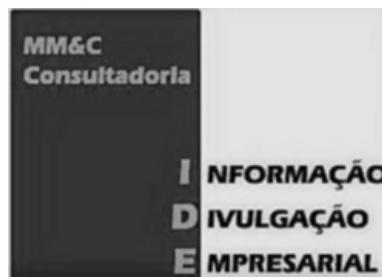 MM&C
Consultadoria
INFORMAÇÃO
DIVULGAÇÃO
EMPRESARIAL